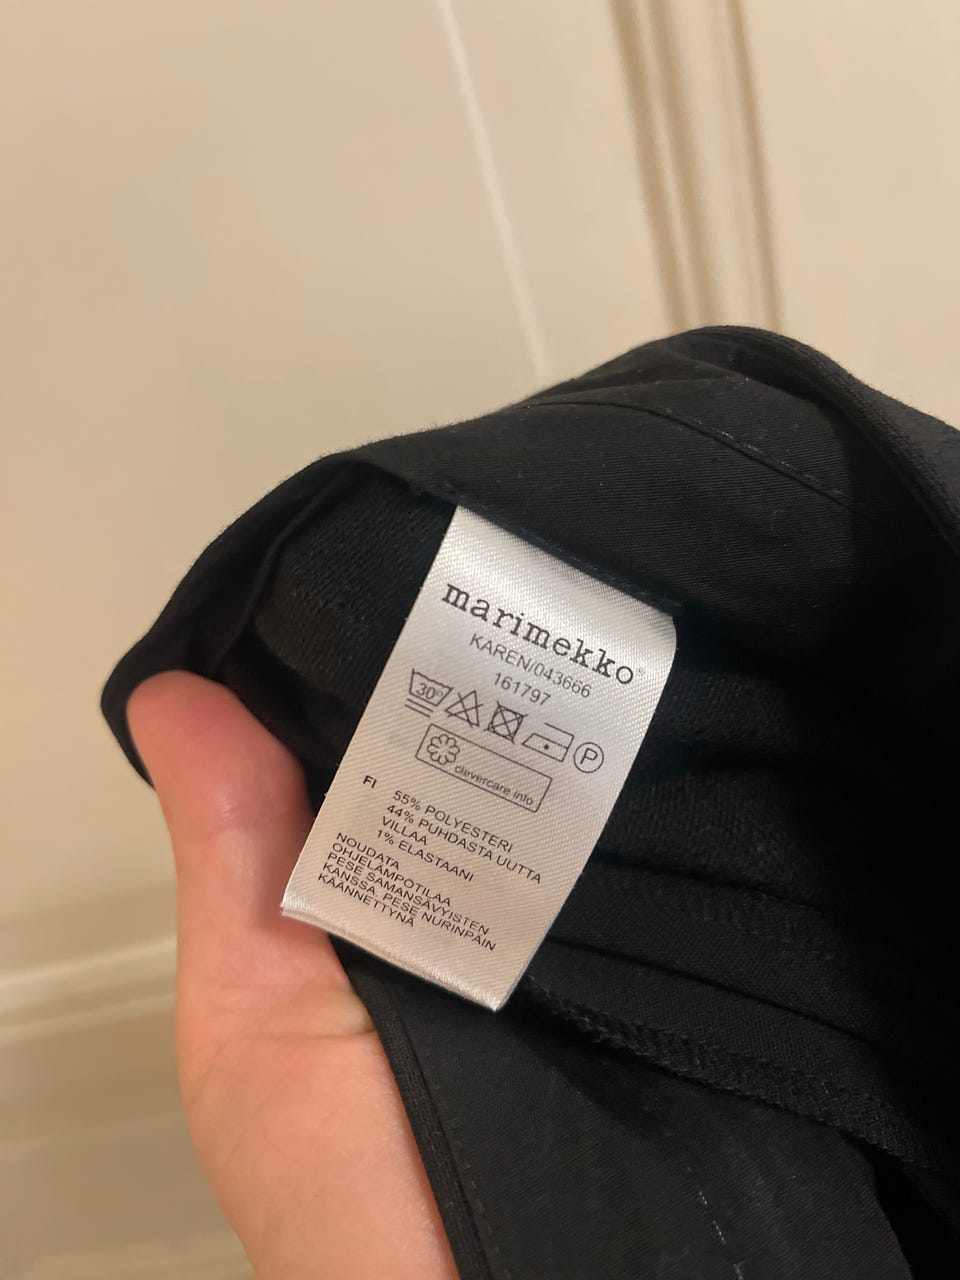 marimekko®
KAREN/043666
161797
30°
P
clevercare.info
FI
55% POLYESTERI
44% PUHDASTA UUTTA
VILLAA
1% ELASTAANI
NOUDATA
OHJELÄMPÖTILAA
PESE SAMANSÄVYISTEN
KANSSA. PESE NURINPÄIN
KÄÄNNETTYNÄ